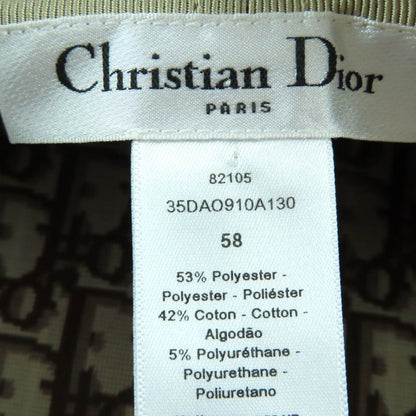 Christian Dior
PARIS
82105
35DAO910A130
58
53% Polyester -
Polyester - Poliéster
42% Coton - Cotton -
Algodão
5% Polyuréthane -
Polyurethane -
Poliuretano